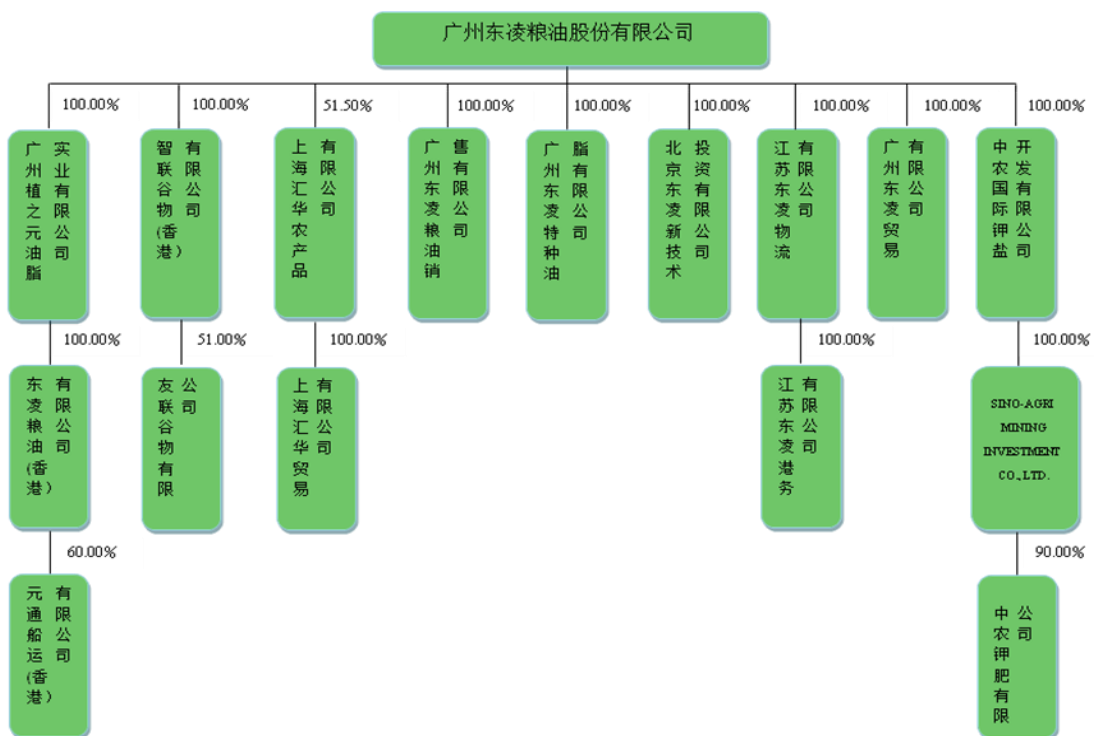 广州东凌粮油股份有限公司
100.00%
100.00%
51.50%
100.00%
100.00%
100.00%
100.00%
100.00%
100.00%
广州植之元油脂
实业有限公司
智联谷物(香港）
有限公司
上海汇华农产品
有限公司
广州东凌粮油销
售有限公司
广州东凌特种油
脂有限公司
北京东凌新技术
投资有限公司
江苏东凌物流
有限公司
广州东凌贸易
有限公司
中农国际钾盐
开发有限公司
100.00%
51.00%
100.00%
100.00%
100.00%
东凌粮油(香港）
有限公司
友联谷物有限
公司
上海汇华贸易
有限公司
江苏东凌港务
有限公司
SINO-AGRI
MINING
INVESTMENT
CO.,LTD.
60.00%
90.00%
元通船运(香港）
有限公司
中农钾肥有限
公司